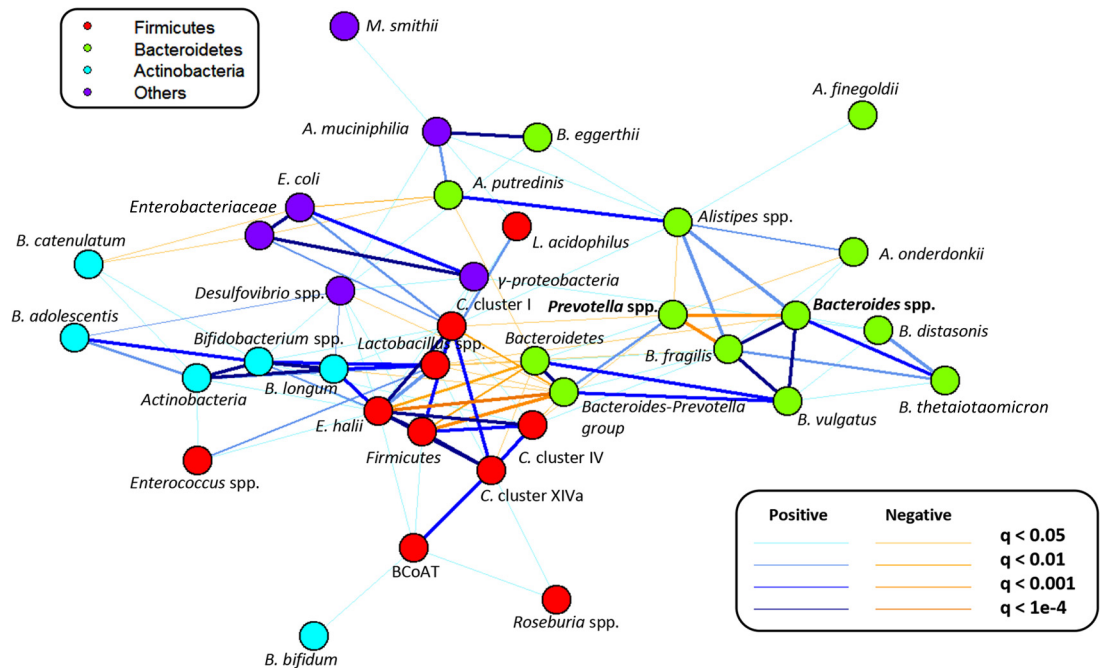 Firmicutes
Bacteroidetes
Actinobacteria
Others
M. smithii
A. finegoldii
A. muciniphilia
B. eggerthii
E. coli
A. putredinis
Enterobacteriaceae
Alistipes spp.
B. catenulatum
L. acidophilus
A. onderdonkii
γ-proteobacteria
Desulfovibrio spp.
C. cluster I
Prevotella spp.
Bacteroides spp.
B. adolescentis
Bifidobacterium spp.
Lactobacillus spp.
Bacteroidetes
B. distasonis
B. fragilis
Actinobacteria
B. longum
Bacteroides-Prevotella
group
B. vulgatus
B. thetaiotaomicron
E. halii
Firmicutes
C. cluster IV
Enterococcus spp.
C. cluster XIVa
BCoAT
Roseburia spp.
B. bifidum
Positive Negative
q < 0.05
q < 0.01
q < 0.001
q < 1e-4